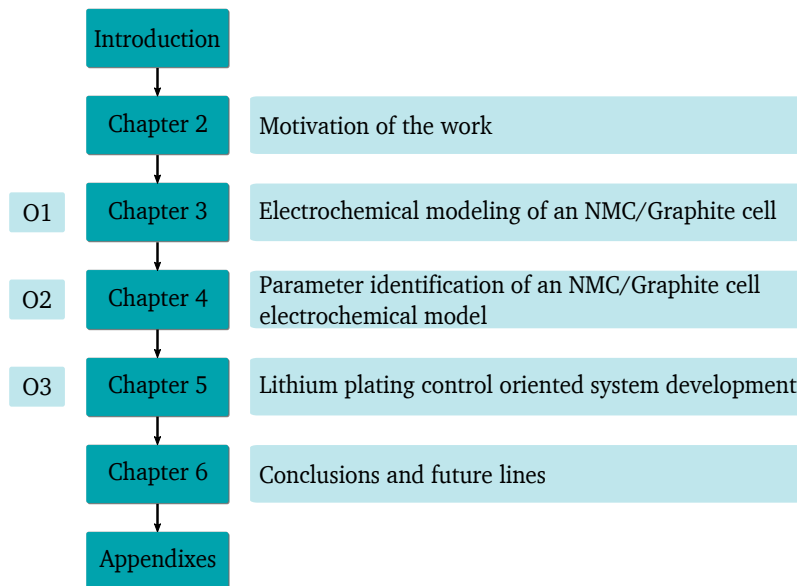 Introduction
Chapter 2
Motivation of the work
O1
Chapter 3
Electrochemical modeling of an NMC/Graphite cell
O2
Chapter 4
Parameter identification of an NMC/Graphite cell
electrochemical model
O3
Chapter 5
Lithium plating control oriented system development
Chapter 6
Conclusions and future lines
Appendixes